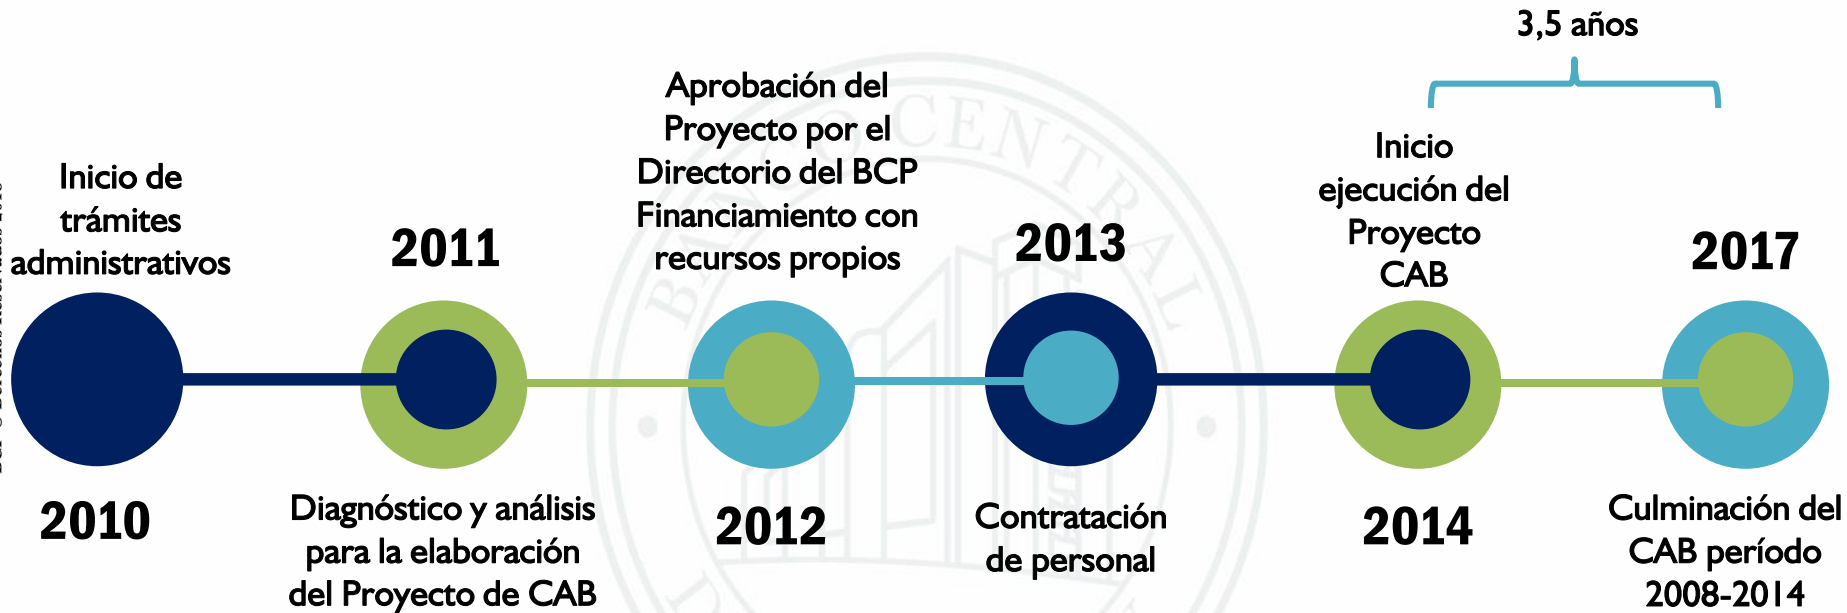 3,5 años
Inicio de
trámites
administrativos
2010
2011
Diagnóstico y análisis
para la elaboración
del Proyecto de CAB
Aprobación del
Proyecto por el
Directorio del BCP
Financiamiento con
recursos propios
2012
2013
Contratación
de personal
Inicio
ejecución del
Proyecto
CAB
2014
2017
Culminación del
CAB período
2008-2014
BANCO CENTRAL